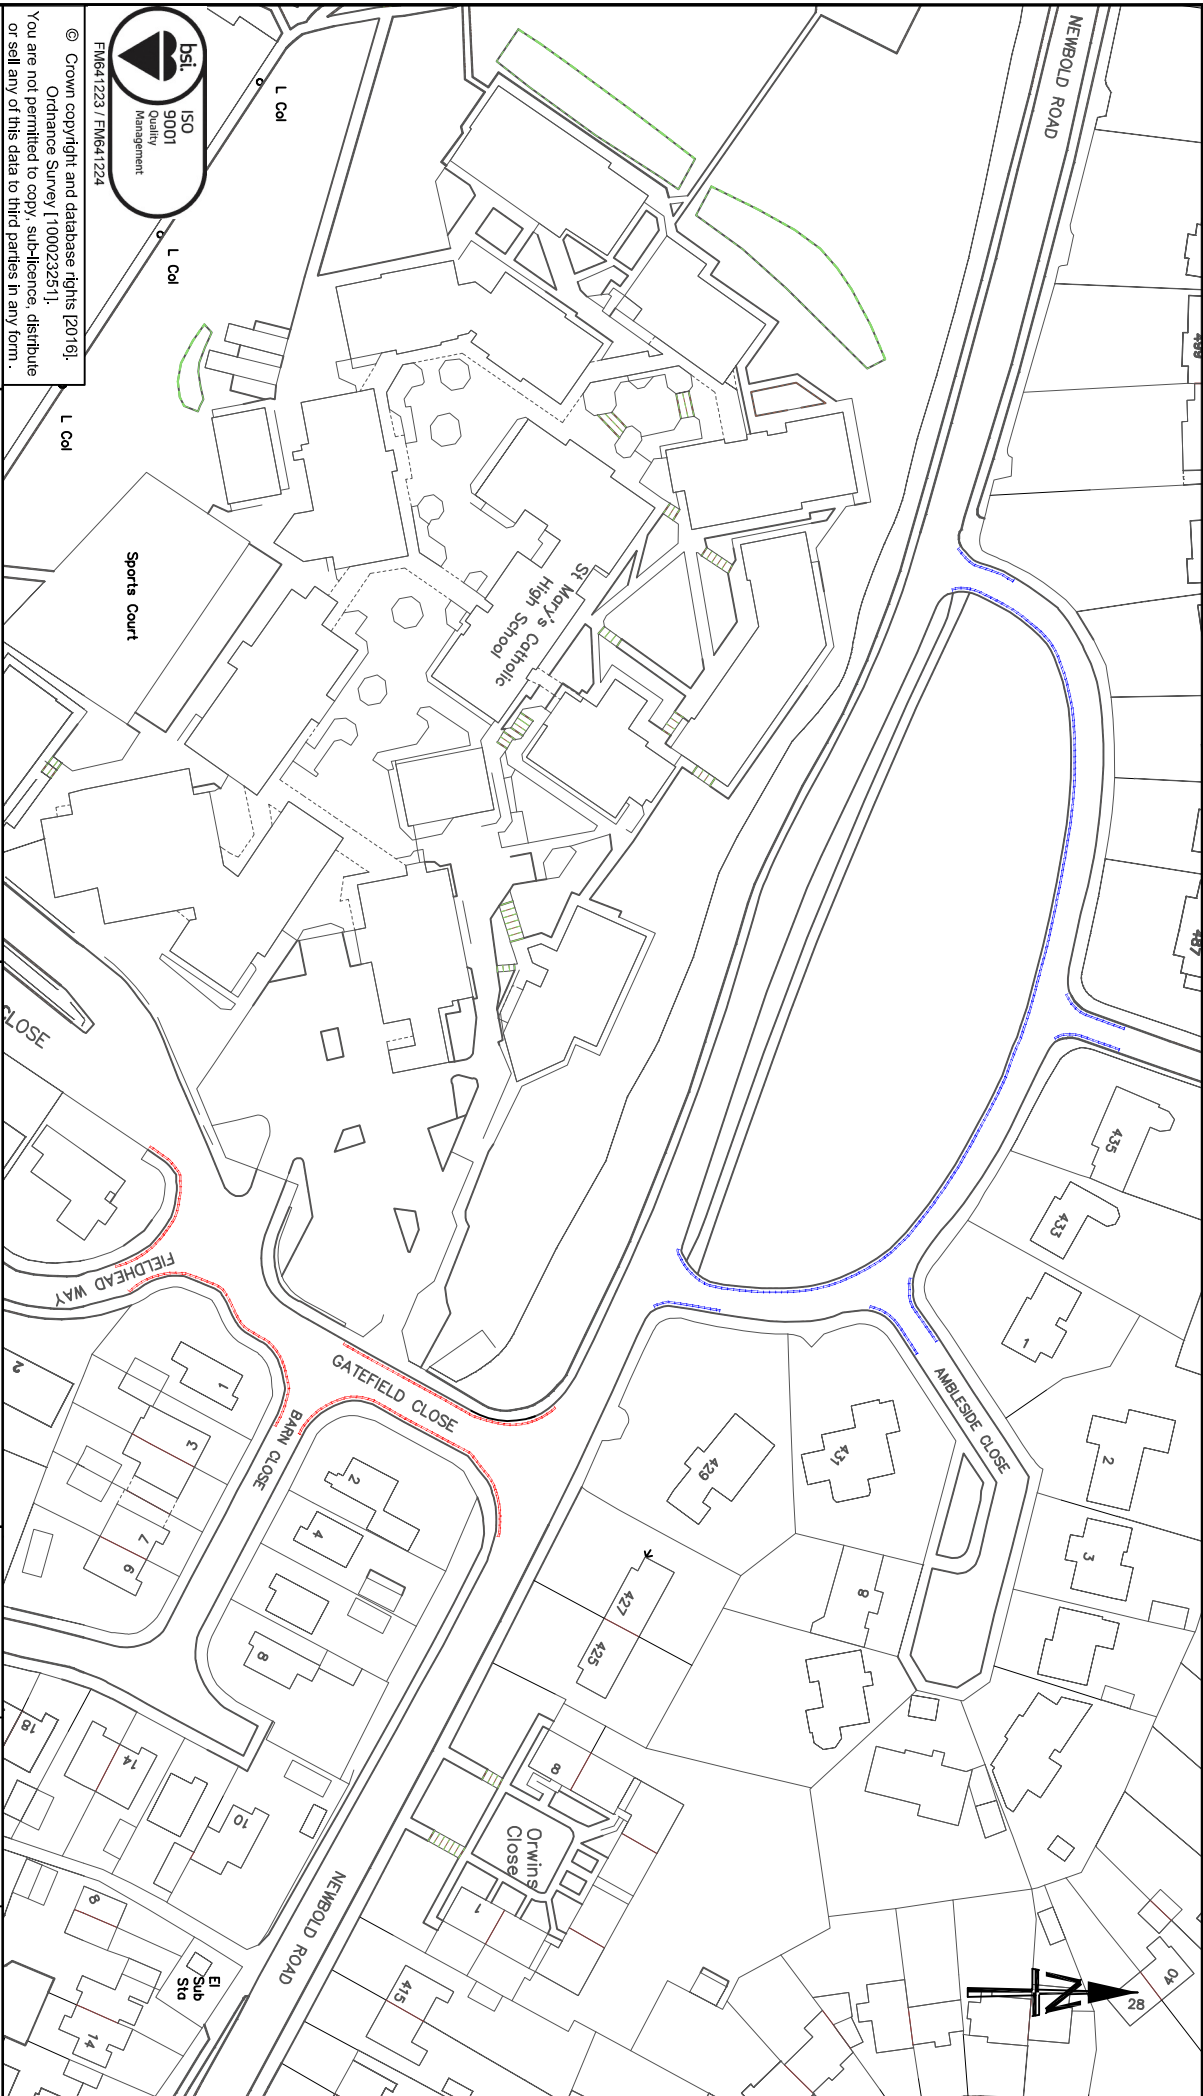 NEWBOLD ROAD
499
487
L Col
L Col
L Col
bsi.
ISO
9001
Quality
Management
FM641223 / FM641224
© Crown copyright and database rights [2016].
Ordnance Survey [100023251].
You are not permitted to copy, sub-licence, distribute
or sell any of this data to third parties in any form.
Sports Court
St Mary's Catholic
High School
CLOSE
FIELDHEAD WAY
GATEFIELD CLOSE
BARN CLOSE
AMBLESIDE CLOSE
435
433
1
2
3
431
429
8
427
425
1
3
7
9
2
2
4
8
8
Orwins
Close
1
18
14
10
8
14
El
Sub
Sta
NEWBOLD ROAD
415
N
40
28